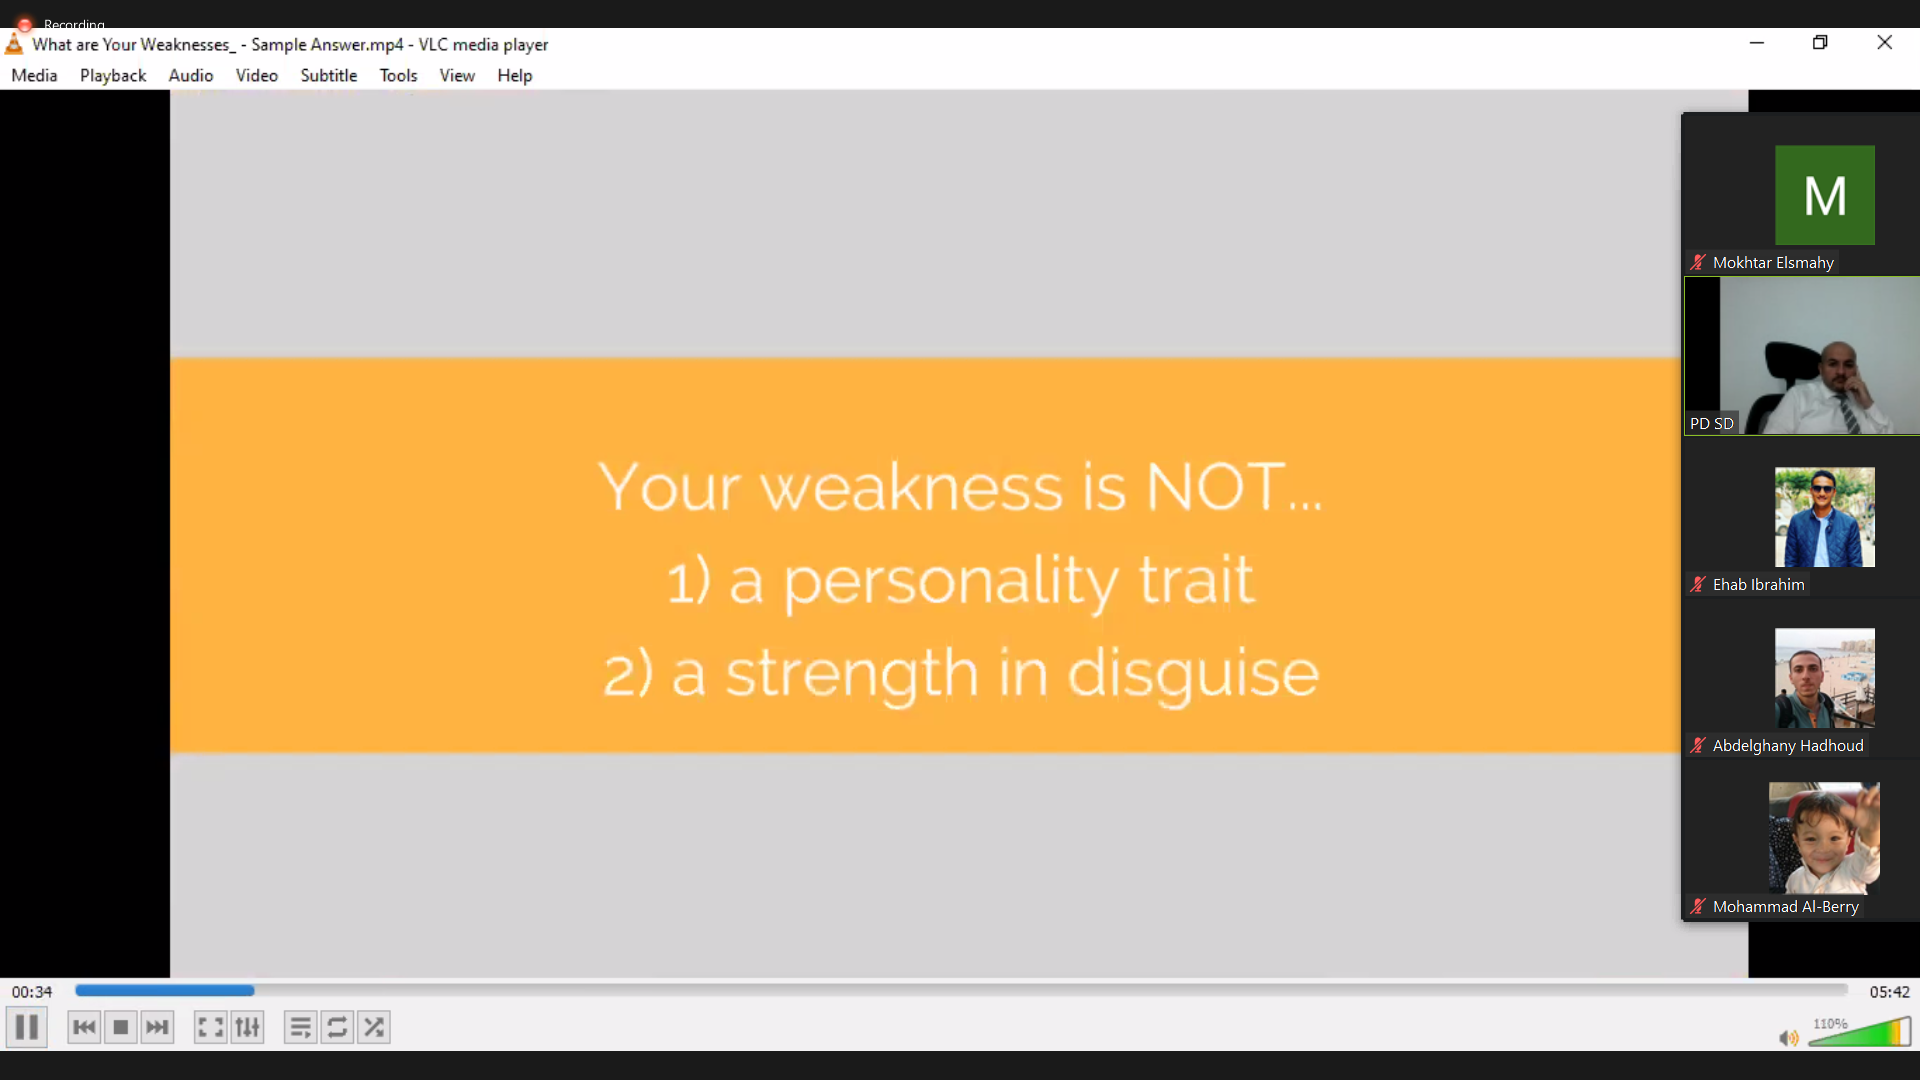 Recording
What are Your Weaknesses_ - Sample Answer.mp4 - VLC media player
Media Playback Audio Video Subtitle Tools View Help
Your weakness is NOT...
1) a personality trait
2) a strength in disguise
M
Mokhtar Elsmahy
PD SD
Ehab Ibrahim
Abdelghany Hadhoud
Mohammad Al-Berry
00:34
05:42
110%